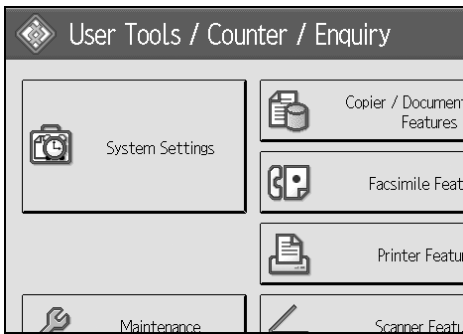 User Tools / Counter / Enquiry
System Settings
Copier / Document
Features
Facsimile Feat
Printer Featur
Maintenance
Scanner Featu